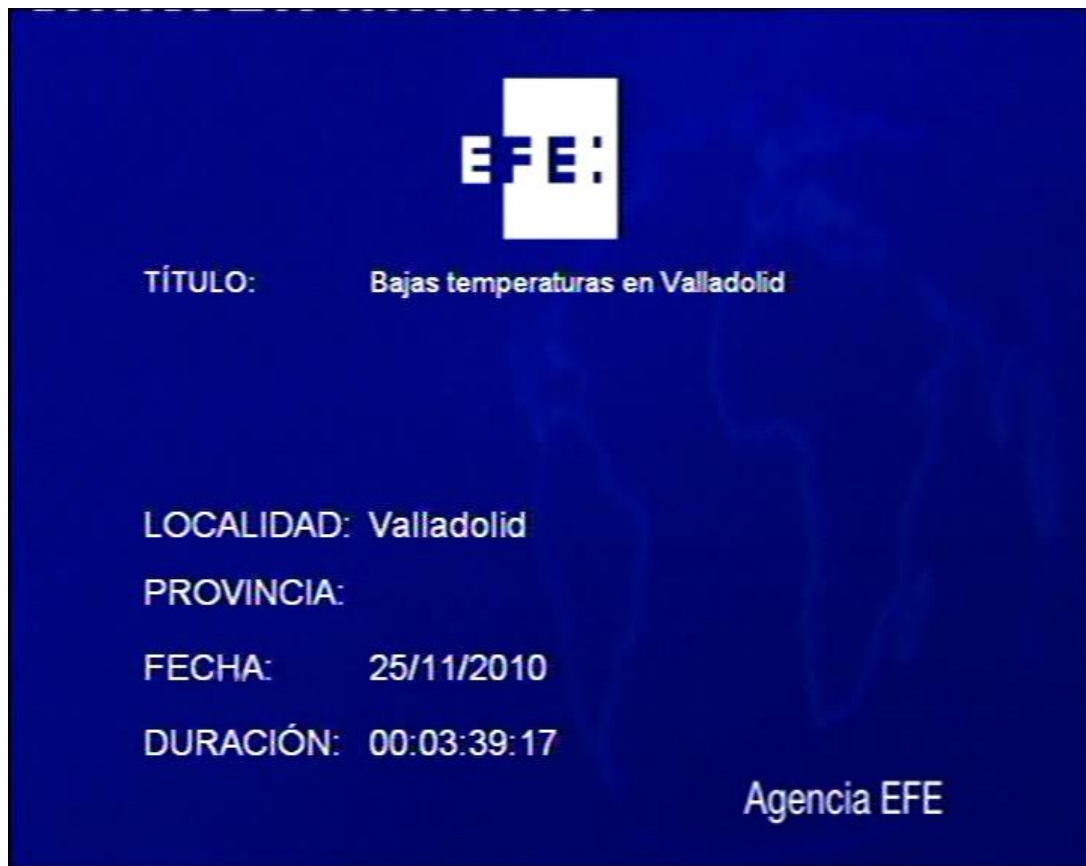 EFE:
TÍTULO: Bajas temperaturas en Valladolid
LOCALIDAD: Valladolid
PROVINCIA:
FECHA: 25/11/2010
DURACIÓN: 00:03:39:17
Agencia EFE